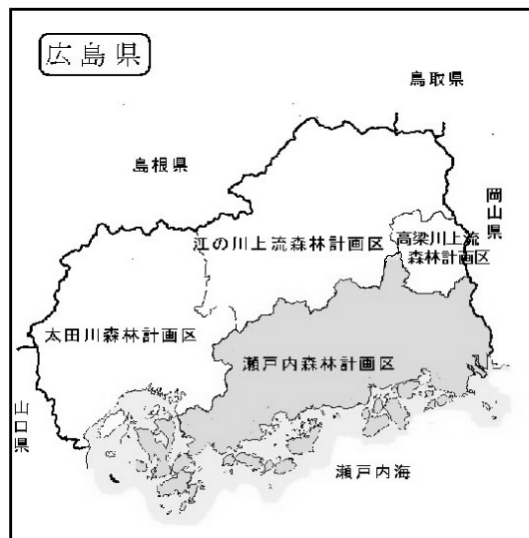 広島県
鳥取県
島根県
岡山県
江の川上流森林計画区
高梁川上流
森林計画区
太田川森林計画区
瀬戸内森林計画区
山口県
瀬戸内海